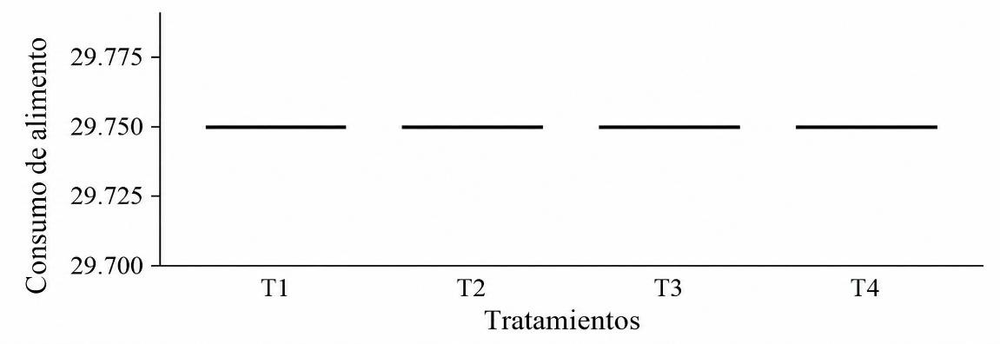 Consumo de alimento
29.775
29.750
29.725
29.700
T1 T2 T3 T4
Tratamientos